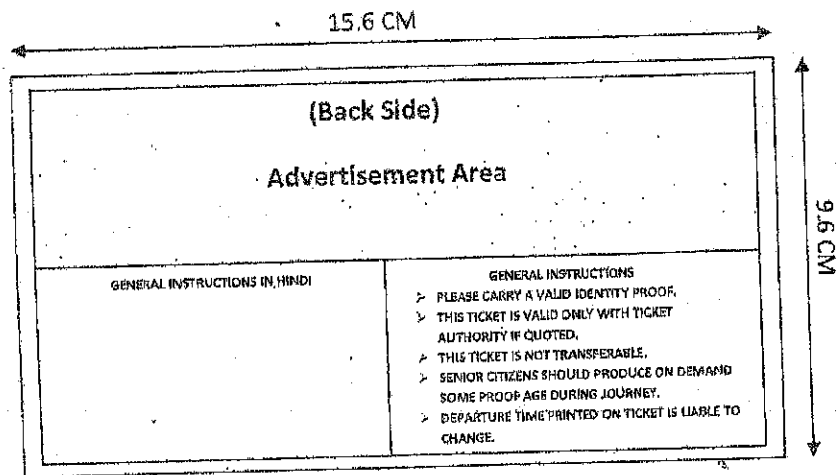 15.6 CM
(Back Side)
Advertisement Area
9.6 CM
GENERAL INSTRUCTIONS IN HINDI
GENERAL INSTRUCTIONS
➢ PLEASE CARRY A VALID IDENTITY PROOF.
➢ THIS TICKET IS VALID ONLY WITH TICKET
AUTHORITY IF QUOTED.
➢ THIS TICKET IS NOT TRANSFERABLE.
➢ SENIOR CITIZENS SHOULD PRODUCE ON DEMAND
SOME PROOF AGE DURING JOURNEY.
➢ DEPARTURE TIME PRINTED ON TICKET IS LIABLE TO
CHANGE.